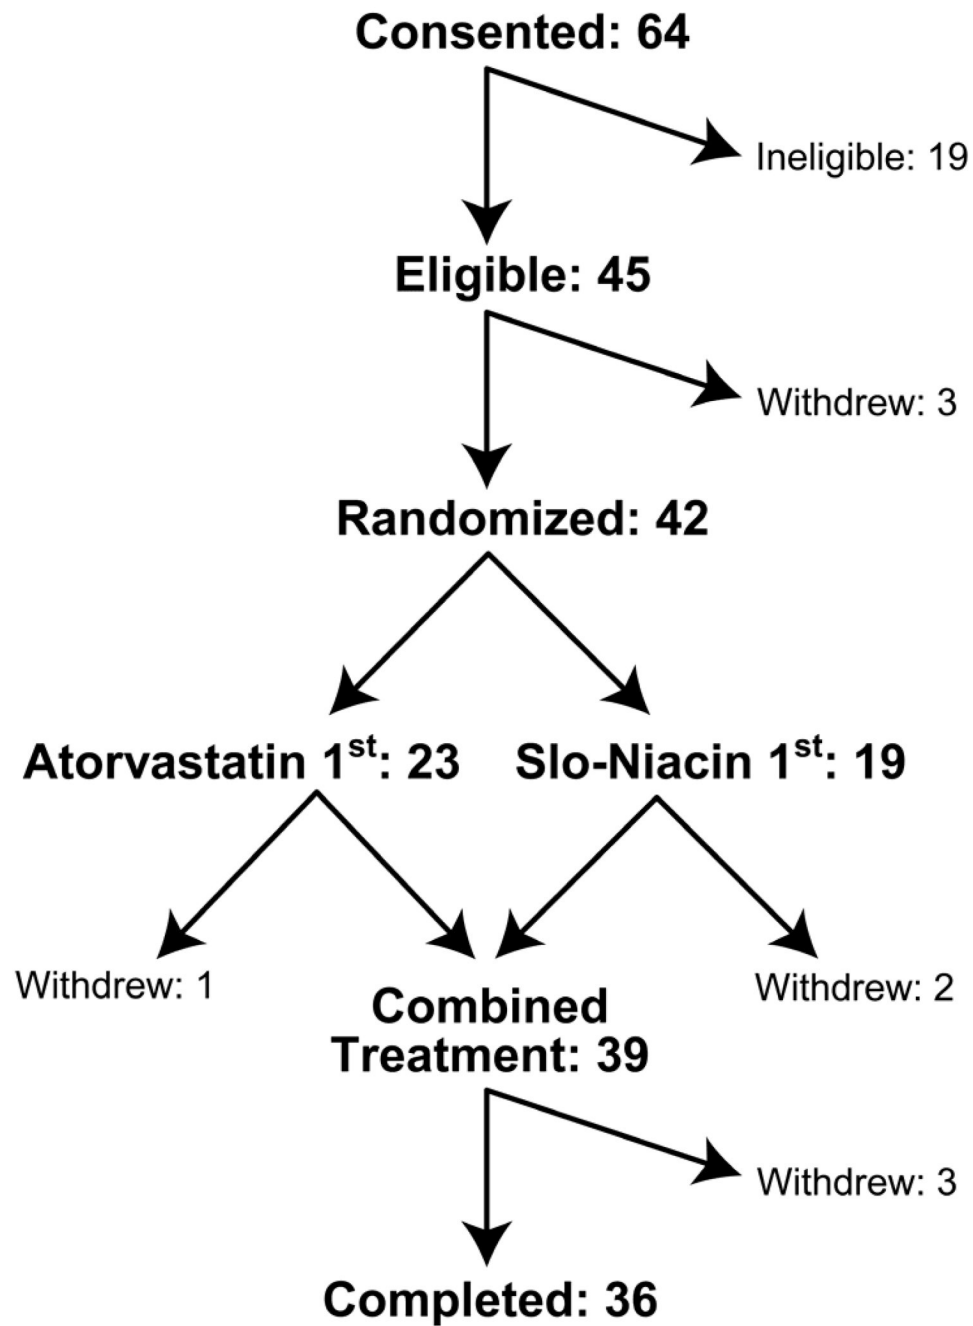 Consented: 64
Ineligible: 19
Eligible: 45
Withdrew: 3
Randomized: 42
Atorvastatin 1st: 23
Slo-Niacin 1st: 19
Withdrew: 1
Withdrew: 2
Combined
Treatment: 39
Withdrew: 3
Completed: 36